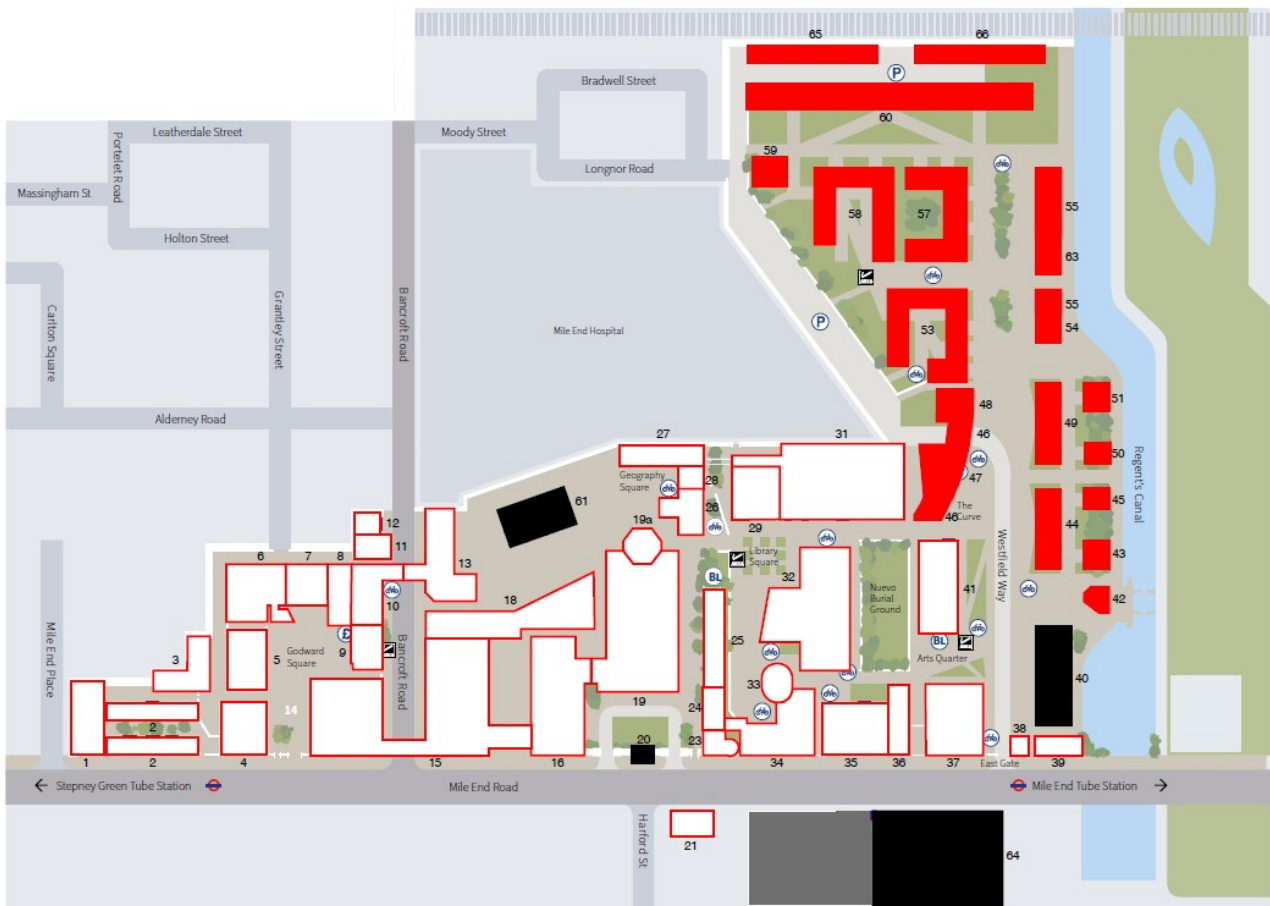 65
66
P
Bradwell Street
60
Leatherdale Street
Moody Street
Portelet Road
59
Longnor Road
Massingham St
55
58
57
Holton Street
63
P
55
Carlton Square
Grantley Street
Bancroft Road
Mile End Hospital
53
54
51
48
Alderney Road
49
46
27
31
50
Regent's Canal
Geography
Square
28
47
61
26
45
The
Curve
46
44
19a
29
12
43
11
Library
Square
6
7
8
13
32
BL
Nuevo
Burial
Ground
41
Westfield Way
42
18
10
£
25
BL
Mile End Place
3
5
Godward
Square
9
Bancroft Road
Arts Quarter
40
33
14
19
24
2
20
23
38
1
2
4
15
16
34
35
36
37
East Gate
39
← Stepney Green Tube Station
Mile End Road
Mile End Tube Station →
Harford St
21
64